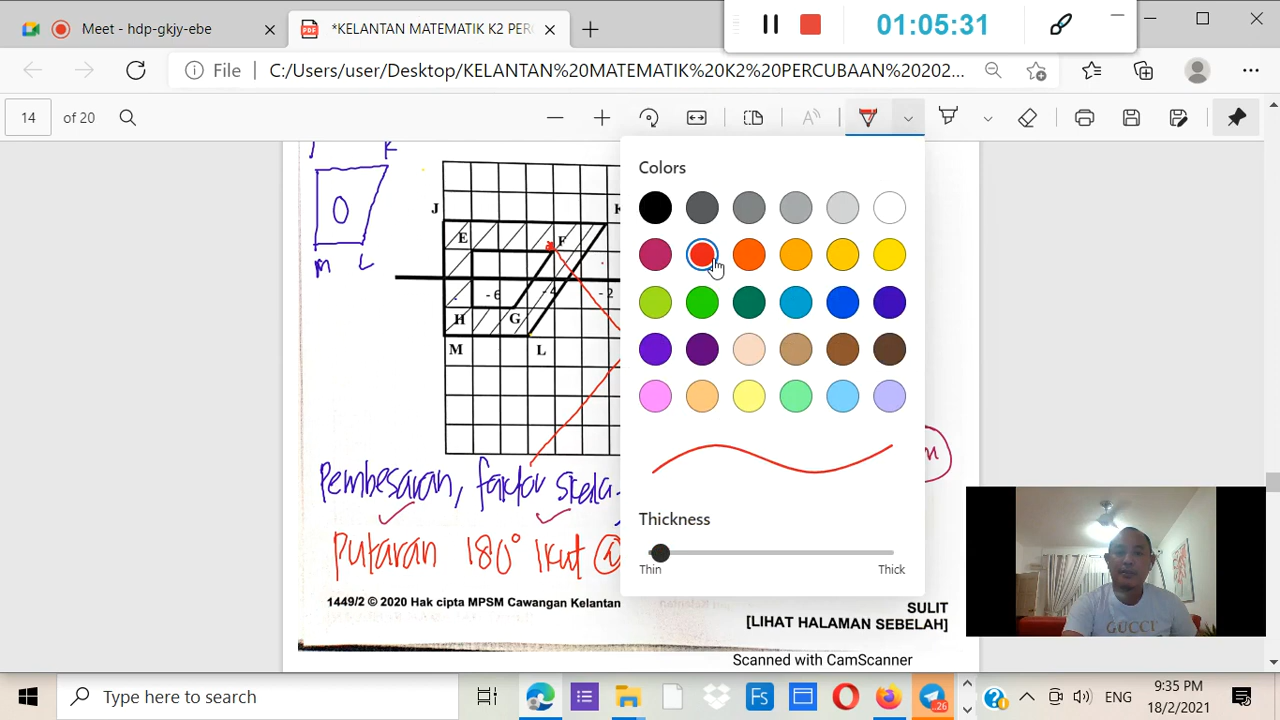 01:05:31
Meet - hdp-gkjy-ebe
*KELANTAN MATEMATIK K2 PER
File
C:/Users/user/Desktop/KELANTAN%20MATEMATIK%20K2%20PERCUBAAN%20202...
14 of 20
Colors
K
O
M L
J
K
E F
-6 -4 -2
H G
M L
Thickness
Thin Thick
Pembesaran, faktor skala
Putaran 180° Ikut
1449/2 © 2020 Hak cipta MPSM Cawangan Kelantan
SULIT
[LIHAT HALAMAN SEBELAH]
Scanned with CamScanner
GUCCI
Type here to search
Fs
26
ENG
9:35 PM
18/2/2021